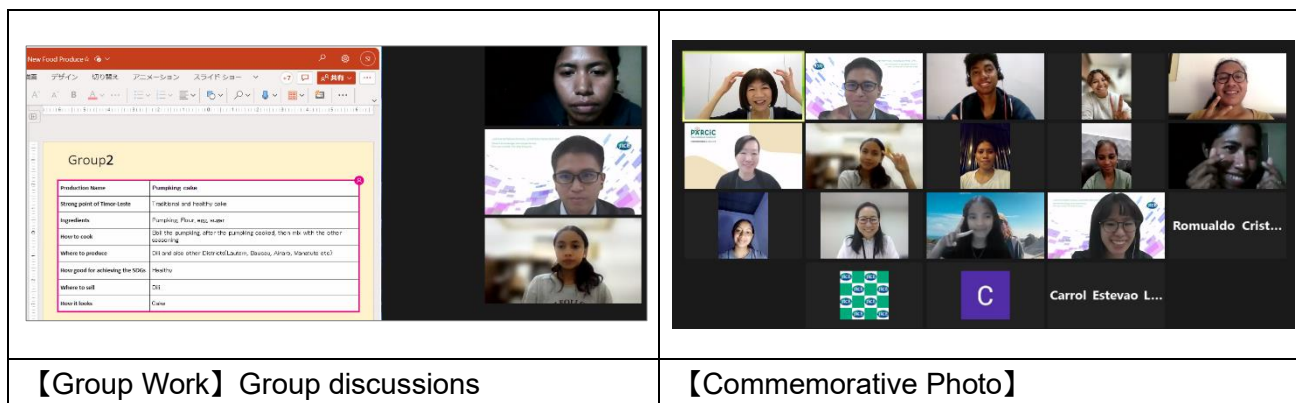 New Food Produce
デザイン 切り替え アニメーション スライド ショー
共有
Group2
Production Name Pumpking cake
Strong point of Timor-Leste Traditional and healthy cake
Ingredients Pumpking, Flour, egg, sugar
How to cook
the pumpking, after the pumpking cooked, then mix with the other
seasoning
Where to produce Dili and also other Districts(Lautem, Baucau, Ainaro, Manatuto etc)
How good for achieving the SDGs Healthy
Where to sell Dili
How it looks Cake
PARCIC
Romualdo Crist...
C
Carrol Estevao L...
【Group Work】Group discussions
【Commemorative Photo】